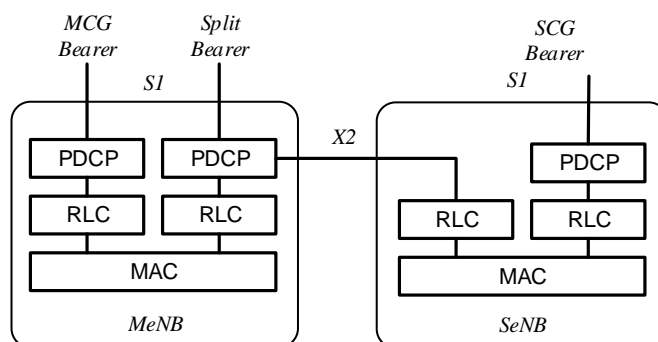 MCG
Bearer
Split
Bearer
SCG
Bearer
S1
S1
X2
PDCP
PDCP
PDCP
RLC
RLC
RLC
RLC
MAC
MAC
MeNB
SeNB